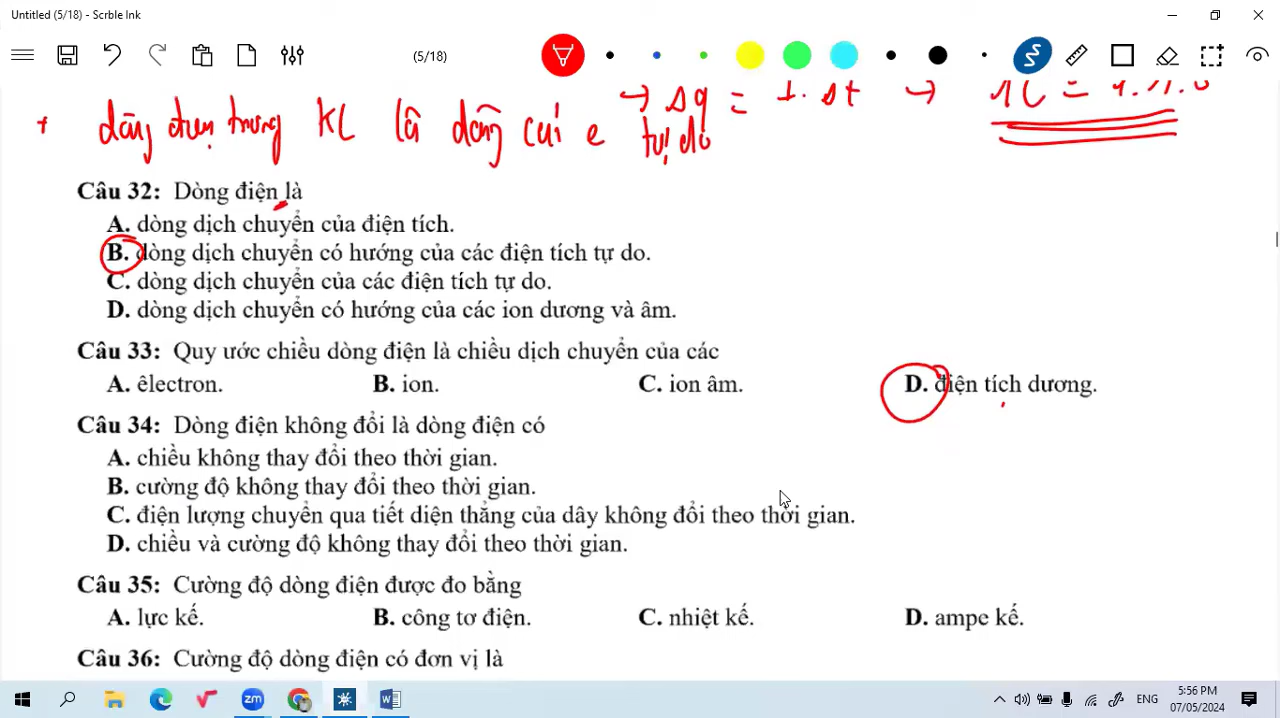 Untitled (5/18) - Scrble Ink
(5/18)
→ Δq = I. Δt →
+ dòng điện trong KL là dòng các e tự do
Câu 32: Dòng điện là
A. dòng dịch chuyển của điện tích.
B. dòng dịch chuyển có hướng của các điện tích tự do.
C. dòng dịch chuyển của các điện tích tự do.
D. dòng dịch chuyển có hướng của các ion dương và âm.
Câu 33: Quy ước chiều dòng điện là chiều dịch chuyển của các
A. êlectron. B. ion. C. ion âm. D. điện tích dương.
Câu 34: Dòng điện không đổi là dòng điện có
A. chiều không thay đổi theo thời gian.
B. cường độ không thay đổi theo thời gian.
C. điện lượng chuyển qua tiết diện thẳng của dây không đổi theo thời gian.
D. chiều và cường độ không thay đổi theo thời gian.
Câu 35: Cường độ dòng điện được đo bằng
A. lực kế. B. công tơ điện. C. nhiệt kế. D. ampe kế.
Câu 36: Cường độ dòng điện có đơn vị là
zm
ENG
5:56 PM
07/05/2024